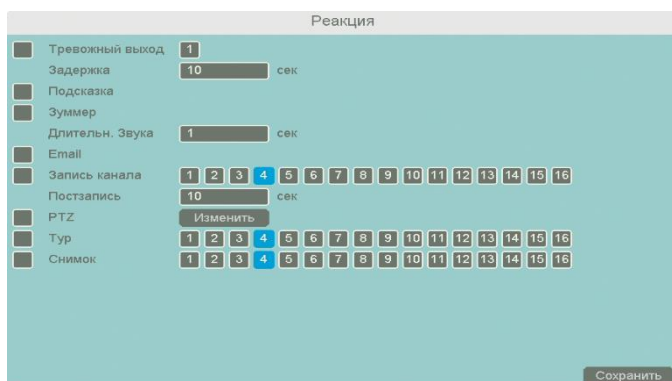 Реакция
Тревожный выход 1
Задержка 10 сек
Подсказка
Зуммер
Длительн. Звука 1 сек
Email
Запись канала 1 2 3 4 5 6 7 8 9 10 11 12 13 14 15 16
Постзапись 10 сек
PTZ Изменить
Тур 1 2 3 4 5 6 7 8 9 10 11 12 13 14 15 16
Снимок 1 2 3 4 5 6 7 8 9 10 11 12 13 14 15 16
Сохранить